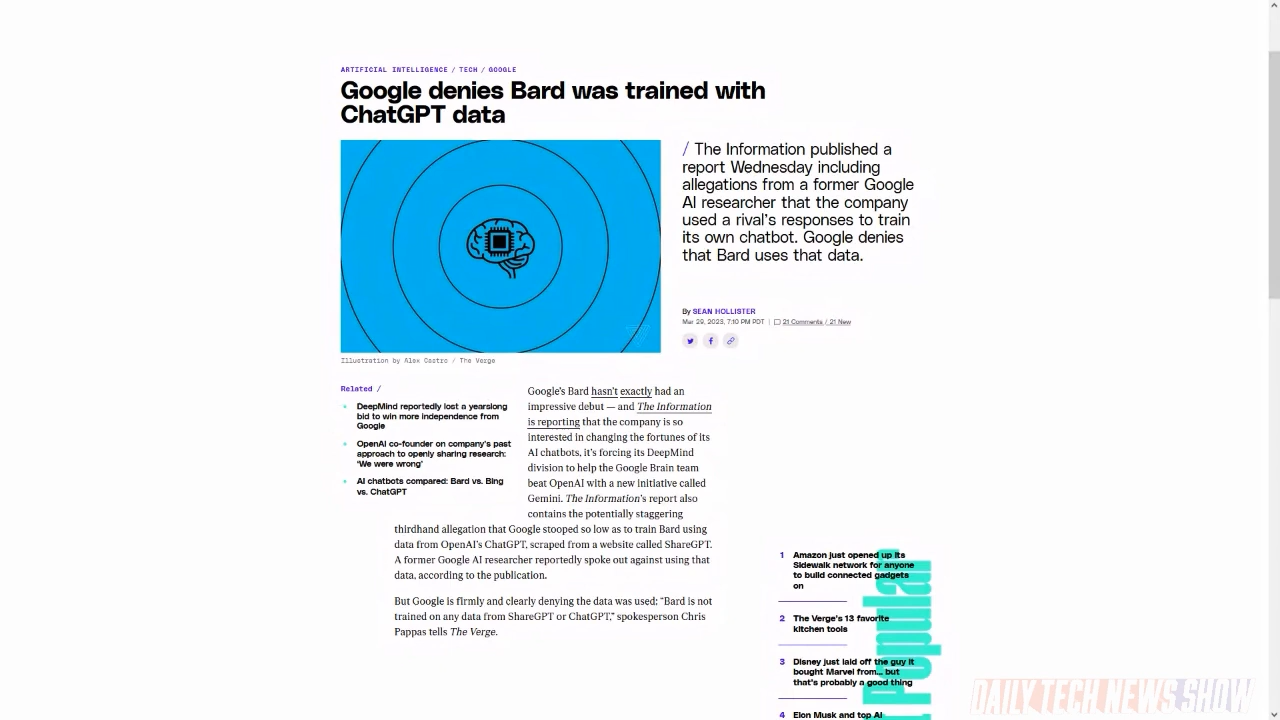 ARTIFICIAL INTELLIGENCE / TECH / GOOGLE
Google denies Bard was trained with
ChatGPT data
/ The Information published a
report Wednesday including
allegations from a former Google
AI researcher that the company
used a rival's responses to train
its own chatbot. Google denies
that Bard uses that data.
By SEAN HOLLISTER
Mar 29, 2023, 7:10 PM PDT | 21 Comments / 21 New
Illustration by Alex Castro / The Verge
Related /
DeepMind reportedly lost a yearslong
bid to win more independence from
Google
OpenAI co-founder on company's past
approach to openly sharing research:
'We were wrong'
AI chatbots compared: Bard vs. Bing
vs. ChatGPT
Google's Bard hasn't exactly had an
impressive debut — and The Information
is reporting that the company is so
interested in changing the fortunes of its
AI chatbots, it's forcing its DeepMind
division to help the Google Brain team
beat OpenAI with a new initiative called
Gemini. The Information's report also
contains the potentially staggering
thirdhand allegation that Google stooped so low as to train Bard using
data from OpenAI's ChatGPT, scraped from a website called ShareGPT.
A former Google AI researcher reportedly spoke out against using that
data, according to the publication.
But Google is firmly and clearly denying the data was used: "Bard is not
trained on any data from ShareGPT or ChatGPT," spokesperson Chris
Pappas tells The Verge.
1 Amazon just opened up its
Sidewalk network for anyone
to build connected gadgets
on
2 The Verge's 13 favorite
kitchen tools
3 Disney just laid off the guy it
bought Marvel from... but
that's probably a good thing
4 Elon Musk and top AI
Popular
DAILY TECH NEWS SHOW